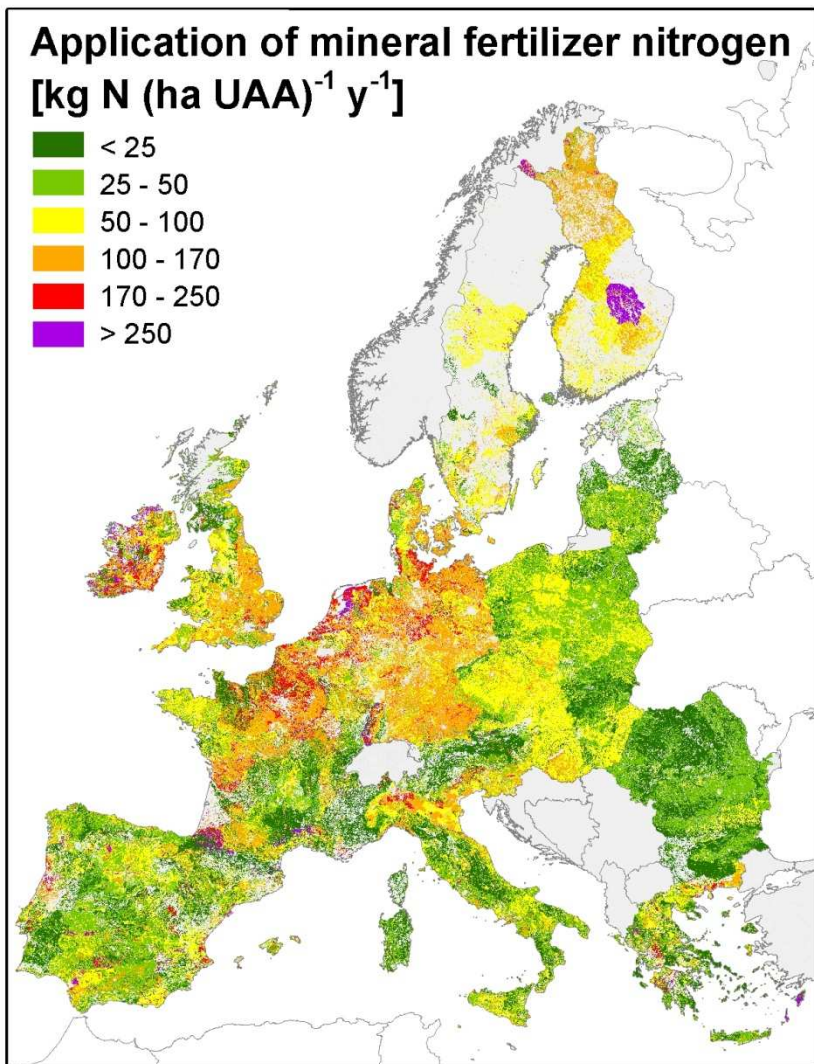 Application of mineral fertilizer nitrogen
[kg N (ha UAA)⁻¹ y⁻¹]
< 25
25 - 50
50 - 100
100 - 170
170 - 250
> 250